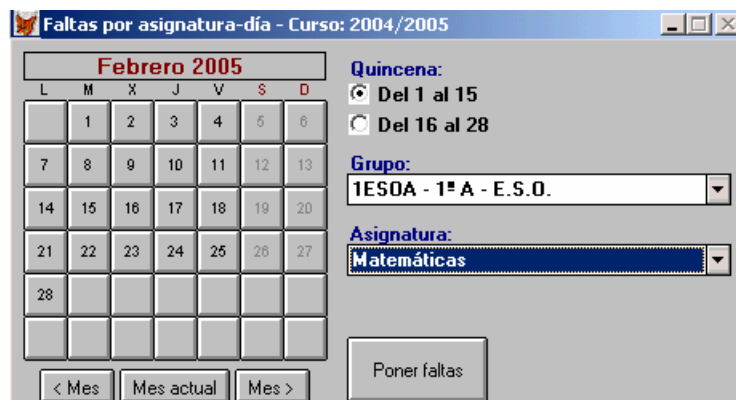 Faltas por asignatura-día - Curso: 2004/2005
Febrero 2005
L M X J V S D
1 2 3 4 5 6
7 8 9 10 11 12 13
14 15 16 17 18 19 20
21 22 23 24 25 26 27
28
< Mes Mes actual Mes >
Quincena:
Del 1 al 15
Del 16 al 28
Grupo:
1ESOA - 1ª A - E.S.O.
Asignatura:
Matemáticas
Poner faltas